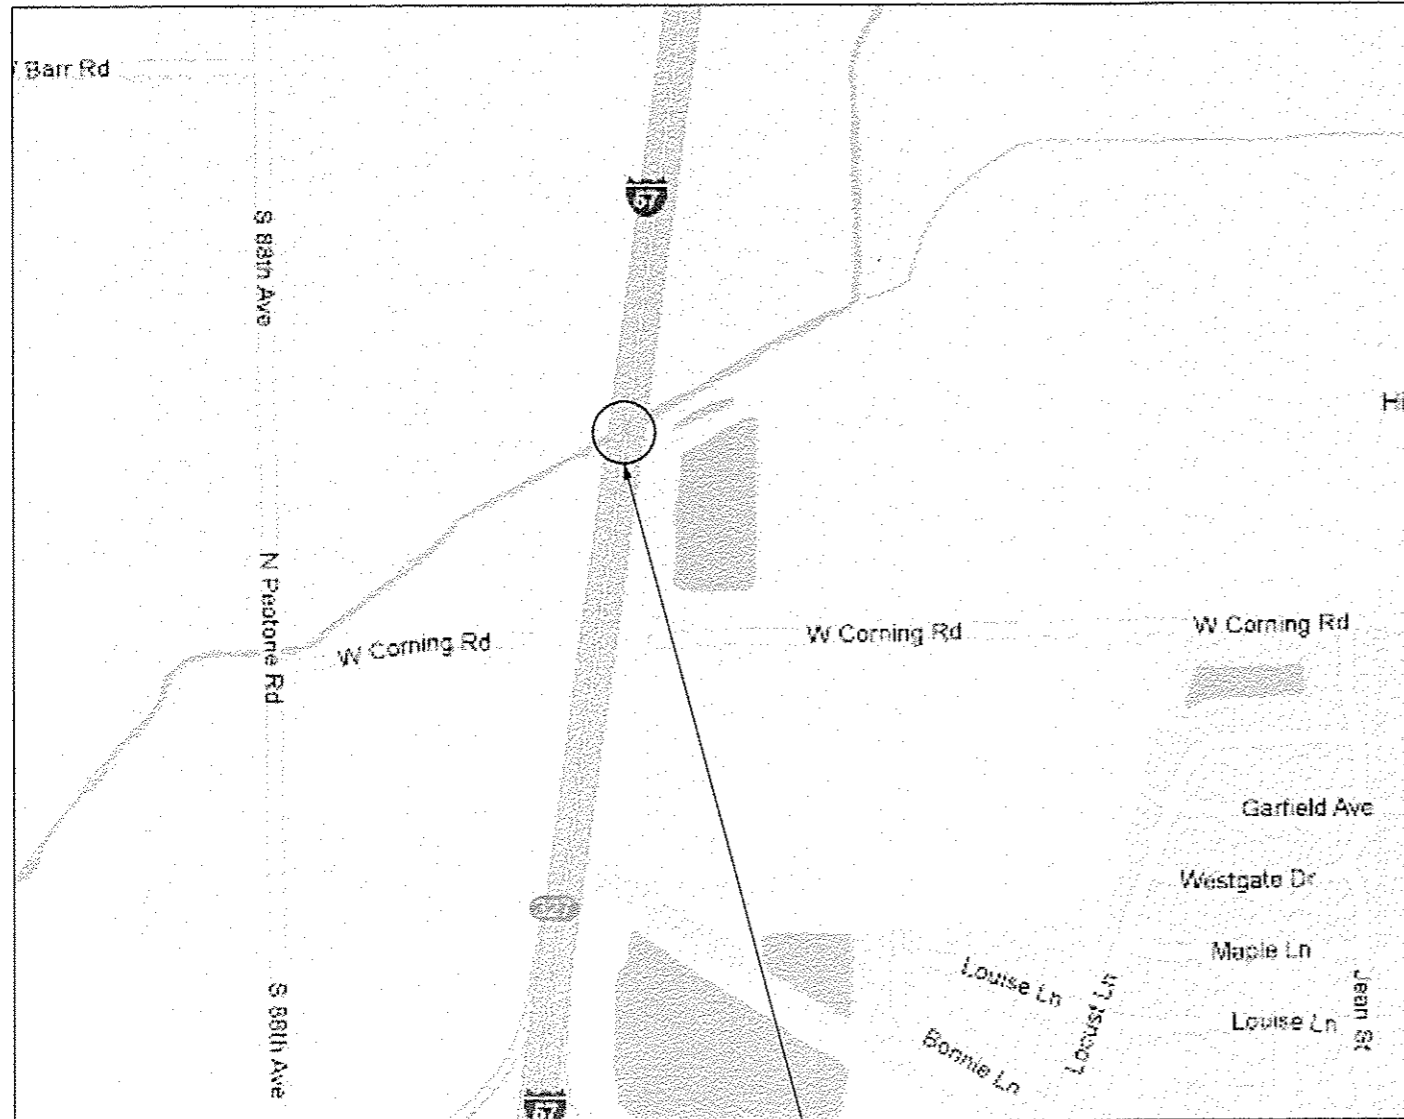 Barr Rd
57
S 88th Ave
Hi
N Peotone Rd
W Corning Rd
W Corning Rd
W Corning Rd
Garfield Ave
Westgate Dr
Maple Ln
Louise Ln
Locust Ln
Jean St
Louise Ln
Bonnie Ln
S 88th Ave
57